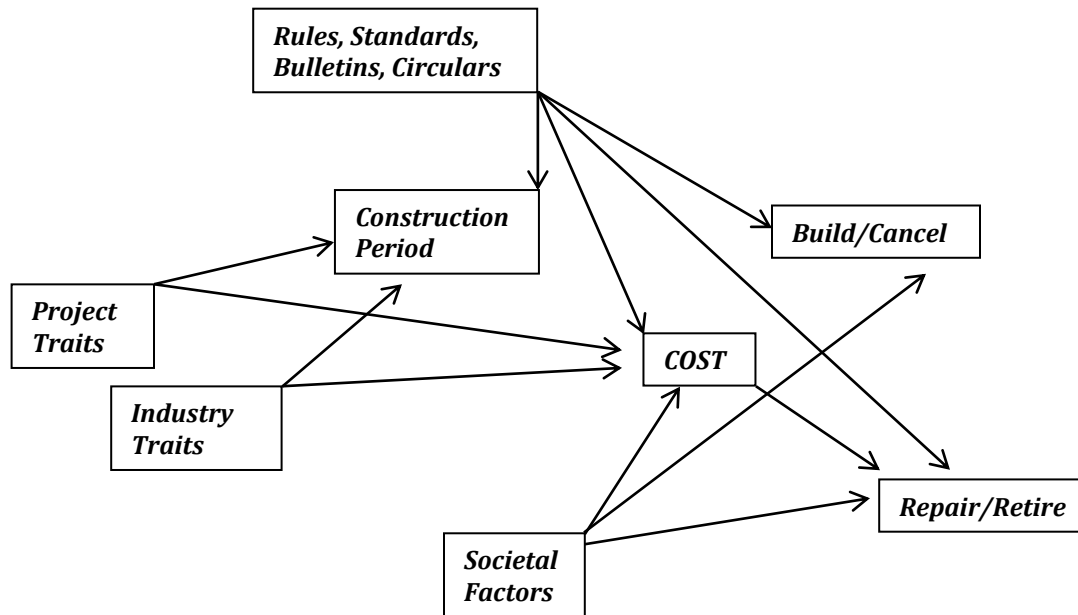 Rules, Standards,
Bulletins, Circulars
Construction
Period
Build/Cancel
Project
Traits
COST
Industry
Traits
Repair/Retire
Societal
Factors